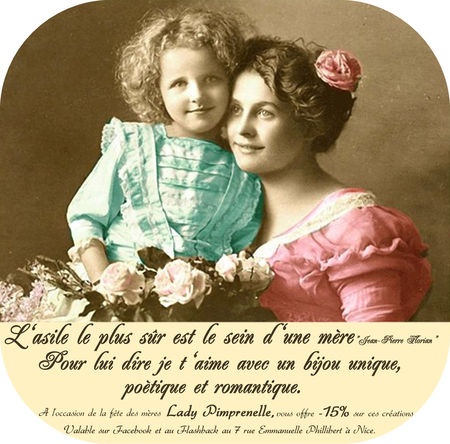 L'asile le plus sûr est le sein d'une mère "Jean-Pierre Florian"
Pour lui dire je t'aime avec un bijou unique,
poètique et romantique.
A l'occasion de la fête des mères Lady Pimprenelle, vous offre -15% sur ces créations
Valable sur Facebook et au Flashback au 7 rue Emmanuelle Phillibert à Nice.